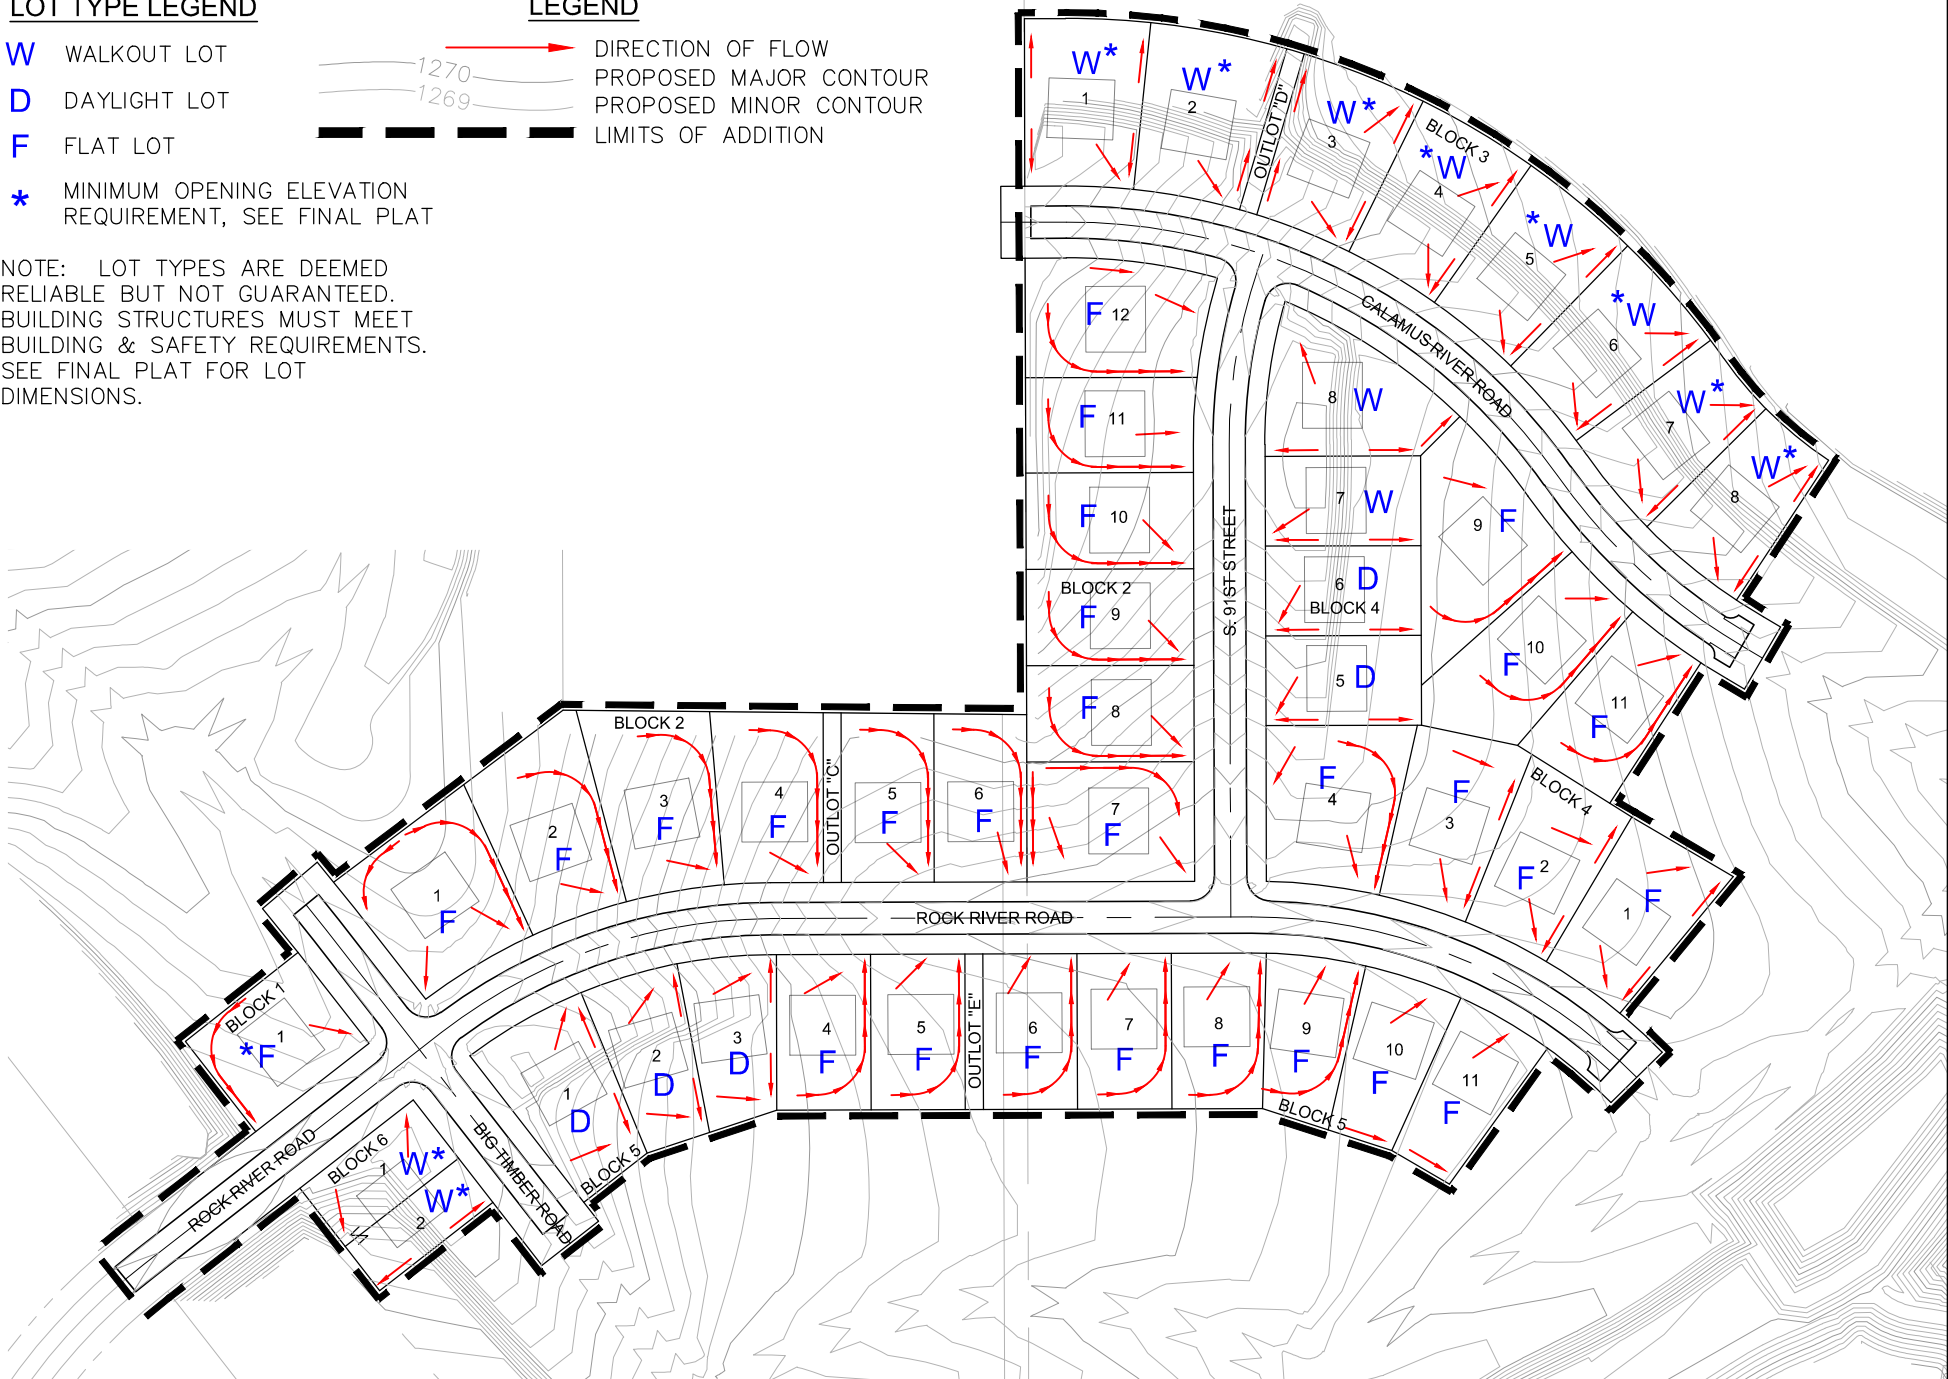 LOT TYPE LEGEND
W WALKOUT LOT
D DAYLIGHT LOT
F FLAT LOT
* MINIMUM OPENING ELEVATION
REQUIREMENT, SEE FINAL PLAT
NOTE: LOT TYPES ARE DEEMED
RELIABLE BUT NOT GUARANTEED.
BUILDING STRUCTURES MUST MEET
BUILDING & SAFETY REQUIREMENTS.
SEE FINAL PLAT FOR LOT
DIMENSIONS.
LEGEND
DIRECTION OF FLOW
1270 PROPOSED MAJOR CONTOUR
1269 PROPOSED MINOR CONTOUR
LIMITS OF ADDITION
BLOCK 3
1 W*
2 W*
OUTLOT "D"
3 W*
4 *W
5 *W
6 *W
7 W*
8 W*
CALAMUS RIVER ROAD
S. 91ST STREET
F 12
F 11
F 10
BLOCK 2
F 9
F 8
7 F
8 W
7 W
6 D
BLOCK 4
5 D
F 4
F 3
9 F
10 F
11 F
BLOCK 4
F 2
1 F
BLOCK 2
1 F
2 F
3 F
4 F
OUTLOT "C"
5 F
6 F
ROCK RIVER ROAD
BLOCK 1
*F 1
ROCK RIVER ROAD
BLOCK 6
1 W*
2 W*
BIG TIMBER ROAD
BLOCK 5
1 D
2 D
3 D
4 F
5 F
OUTLOT "E"
6 F
7 F
8 F
9 F
BLOCK 5
10 F
11 F